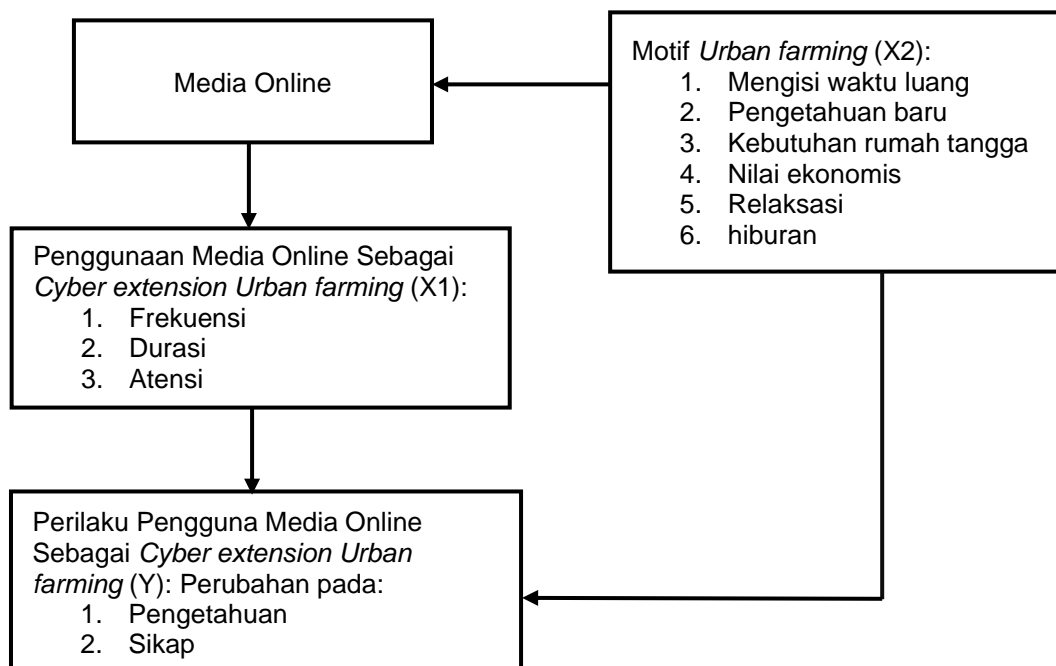 Media Online
Motif Urban farming (X2):
1. Mengisi waktu luang
2. Pengetahuan baru
3. Kebutuhan rumah tangga
4. Nilai ekonomis
5. Relaksasi
6. hiburan
Penggunaan Media Online Sebagai
Cyber extension Urban farming (X1):
1. Frekuensi
2. Durasi
3. Atensi
Perilaku Pengguna Media Online
Sebagai Cyber extension Urban
farming (Y): Perubahan pada:
1. Pengetahuan
2. Sikap